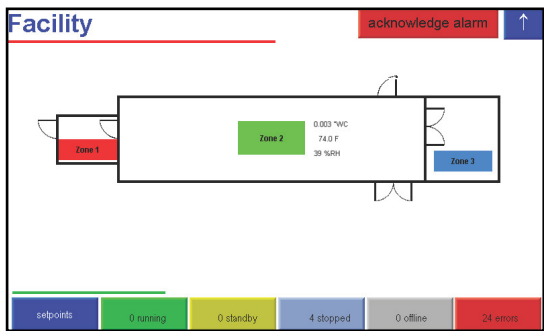 Facility
acknowledge alarm
↑
0.003 "WC
Zone 2
74.0 F
39 %RH
Zone 1
Zone 3
setpoints
0 running
0 standby
4 stopped
0 offline
24 errors